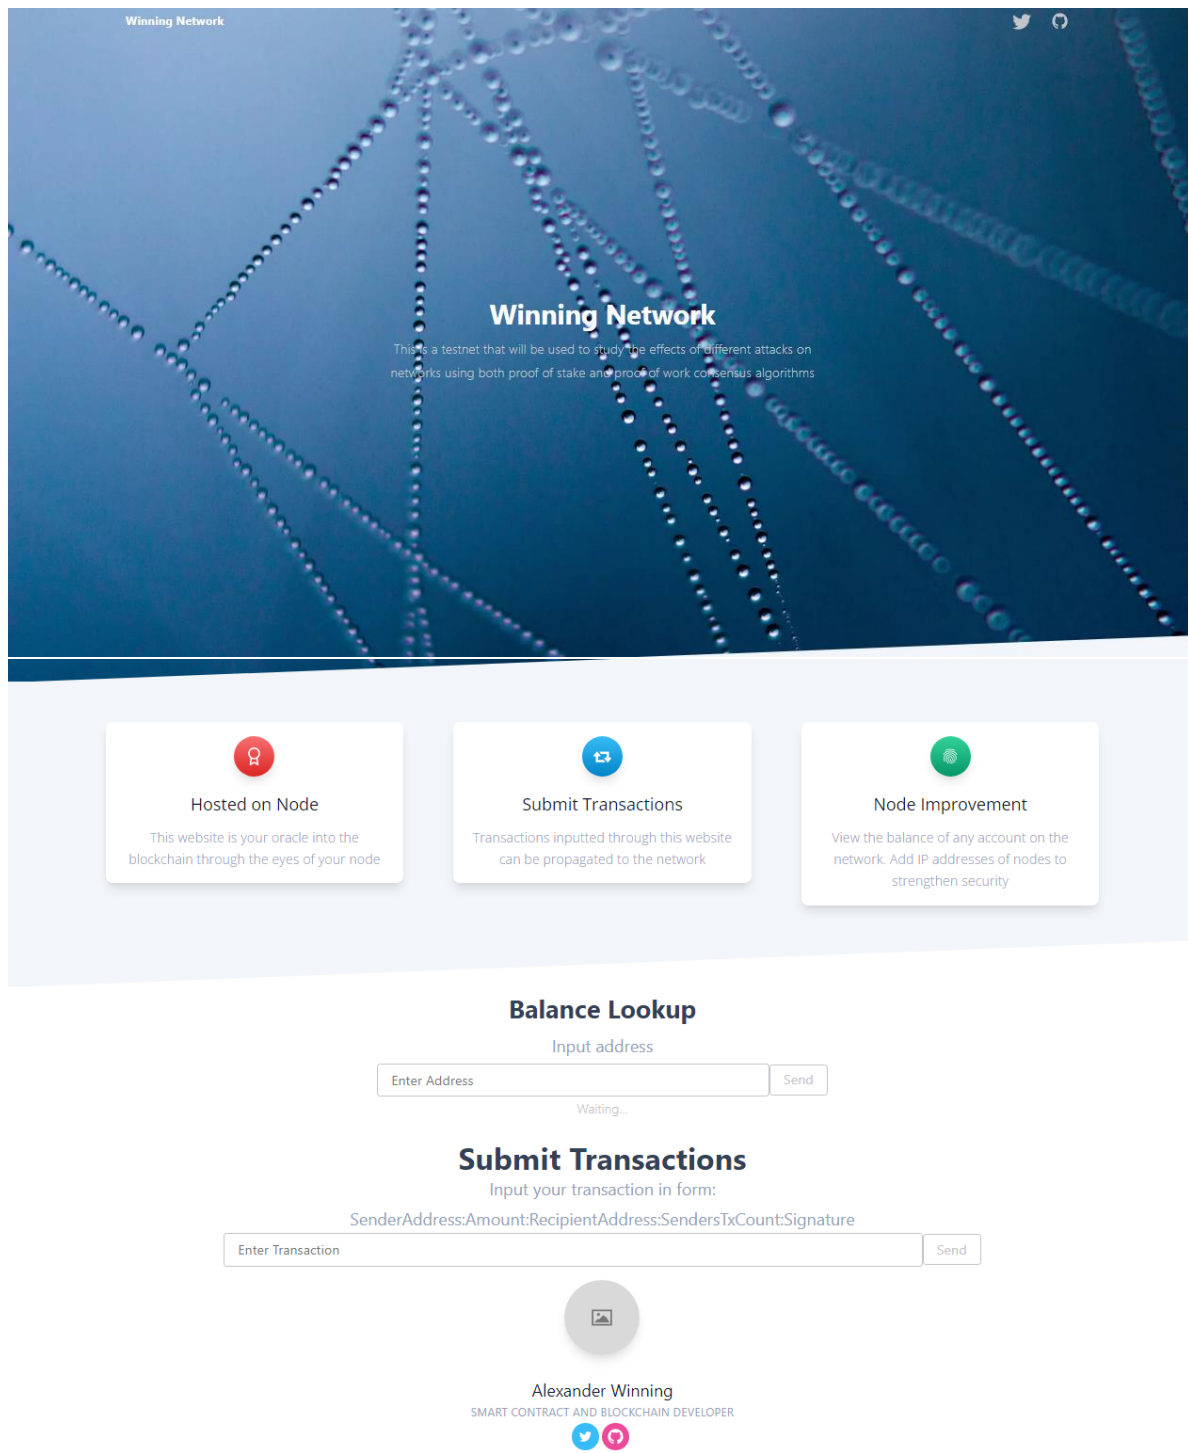 Winning Network
Winning Network
This is a testnet that will be used to study the effects of different attacks on
networks using both proof of stake and proof of work consensus algorithms
Hosted on Node
This website is your oracle into the
blockchain through the eyes of your node
Submit Transactions
Transactions inputted through this website
can be propagated to the network
Node Improvement
View the balance of any account on the
network. Add IP addresses of nodes to
strengthen security
Balance Lookup
Input address
Enter Address
Send
Waiting...
Submit Transactions
Input your transaction in form:
SenderAddress:Amount:RecipientAddress:SendersTxCount:Signature
Enter Transaction
Send
Alexander Winning
SMART CONTRACT AND BLOCKCHAIN DEVELOPER